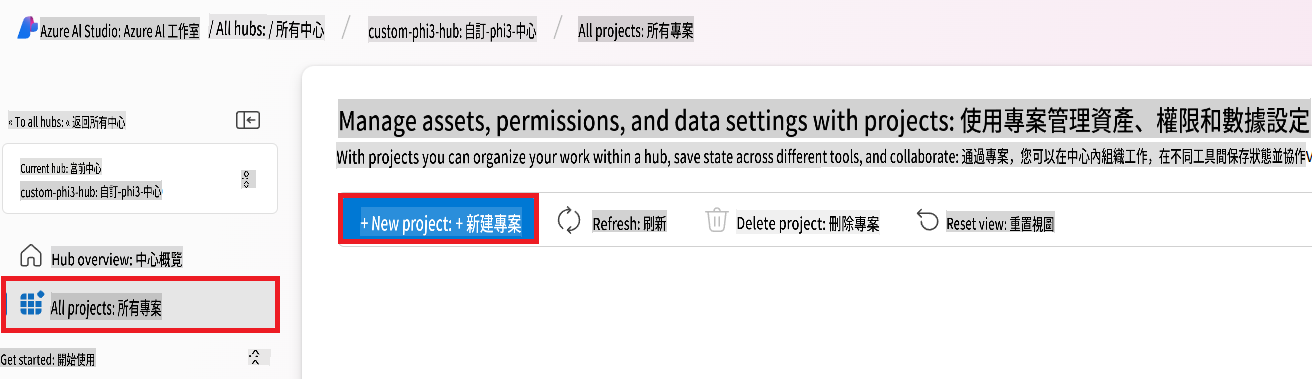 Azure Al Studio: Azure Al 工作室 / All hubs: / 所有中心 / custom-phi3-hub: 自訂-phi3-中心 / All projects: 所有專案
« To all hubs: « 返回所有中心
Current hub: 當前中心
custom-phi3-hub: 自訂-phi3-中心
Hub overview: 中心概覽
All projects: 所有專案
Get started: 開始使用
Manage assets, permissions, and data settings with projects: 使用專案管理資產、權限和數據設定
With projects you can organize your work within a hub, save state across different tools, and collaborate: 通過專案，您可以在中心內組織工作，在不同工具間保存狀態並協作
+ New project: + 新建專案 Refresh: 刷新 Delete project: 刪除專案 Reset view: 重置視圖